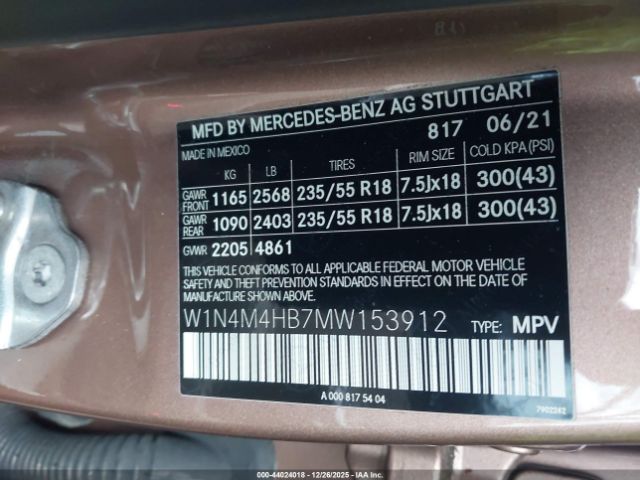 MFD BY MERCEDES-BENZ AG STUTTGART
MADE IN MEXICO 817 06/21
KG LB TIRES RIM SIZE COLD KPA (PSI)
GAWR FRONT 1165 2568 235/55 R18 7.5Jx18 300(43)
GAWR REAR 1090 2403 235/55 R18 7.5Jx18 300(43)
GVWR 2205 4861
THIS VEHICLE CONFORMS TO ALL APPLICABLE FEDERAL MOTOR VEHICLE
SAFETY AND THEFT PREVENTION STANDARDS IN EFFECT ON THE DATE OF
MANUFACTURE SHOWN ABOVE.
W1N4M4HB7MW153912 TYPE: MPV
A 000 817 54 04
7902242
000-44024018 - 12/26/2025 - IAAI.CA